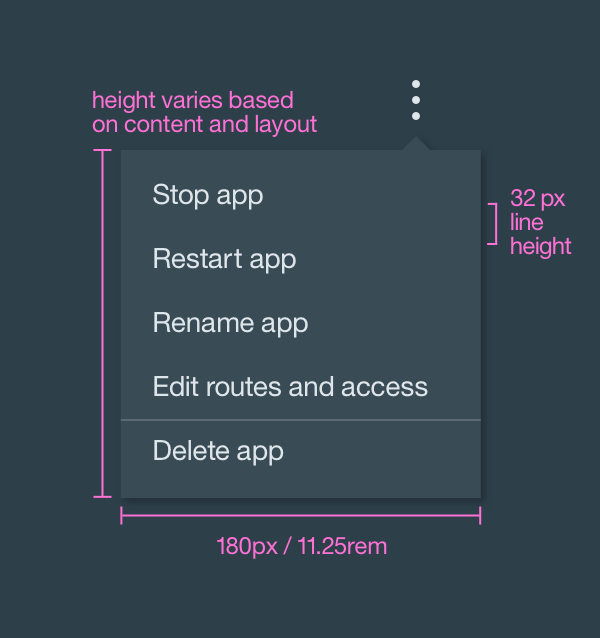 height varies based
on content and layout
Stop app
32 px
line
height
Restart app
Rename app
Edit routes and access
Delete app
180px / 11.25rem